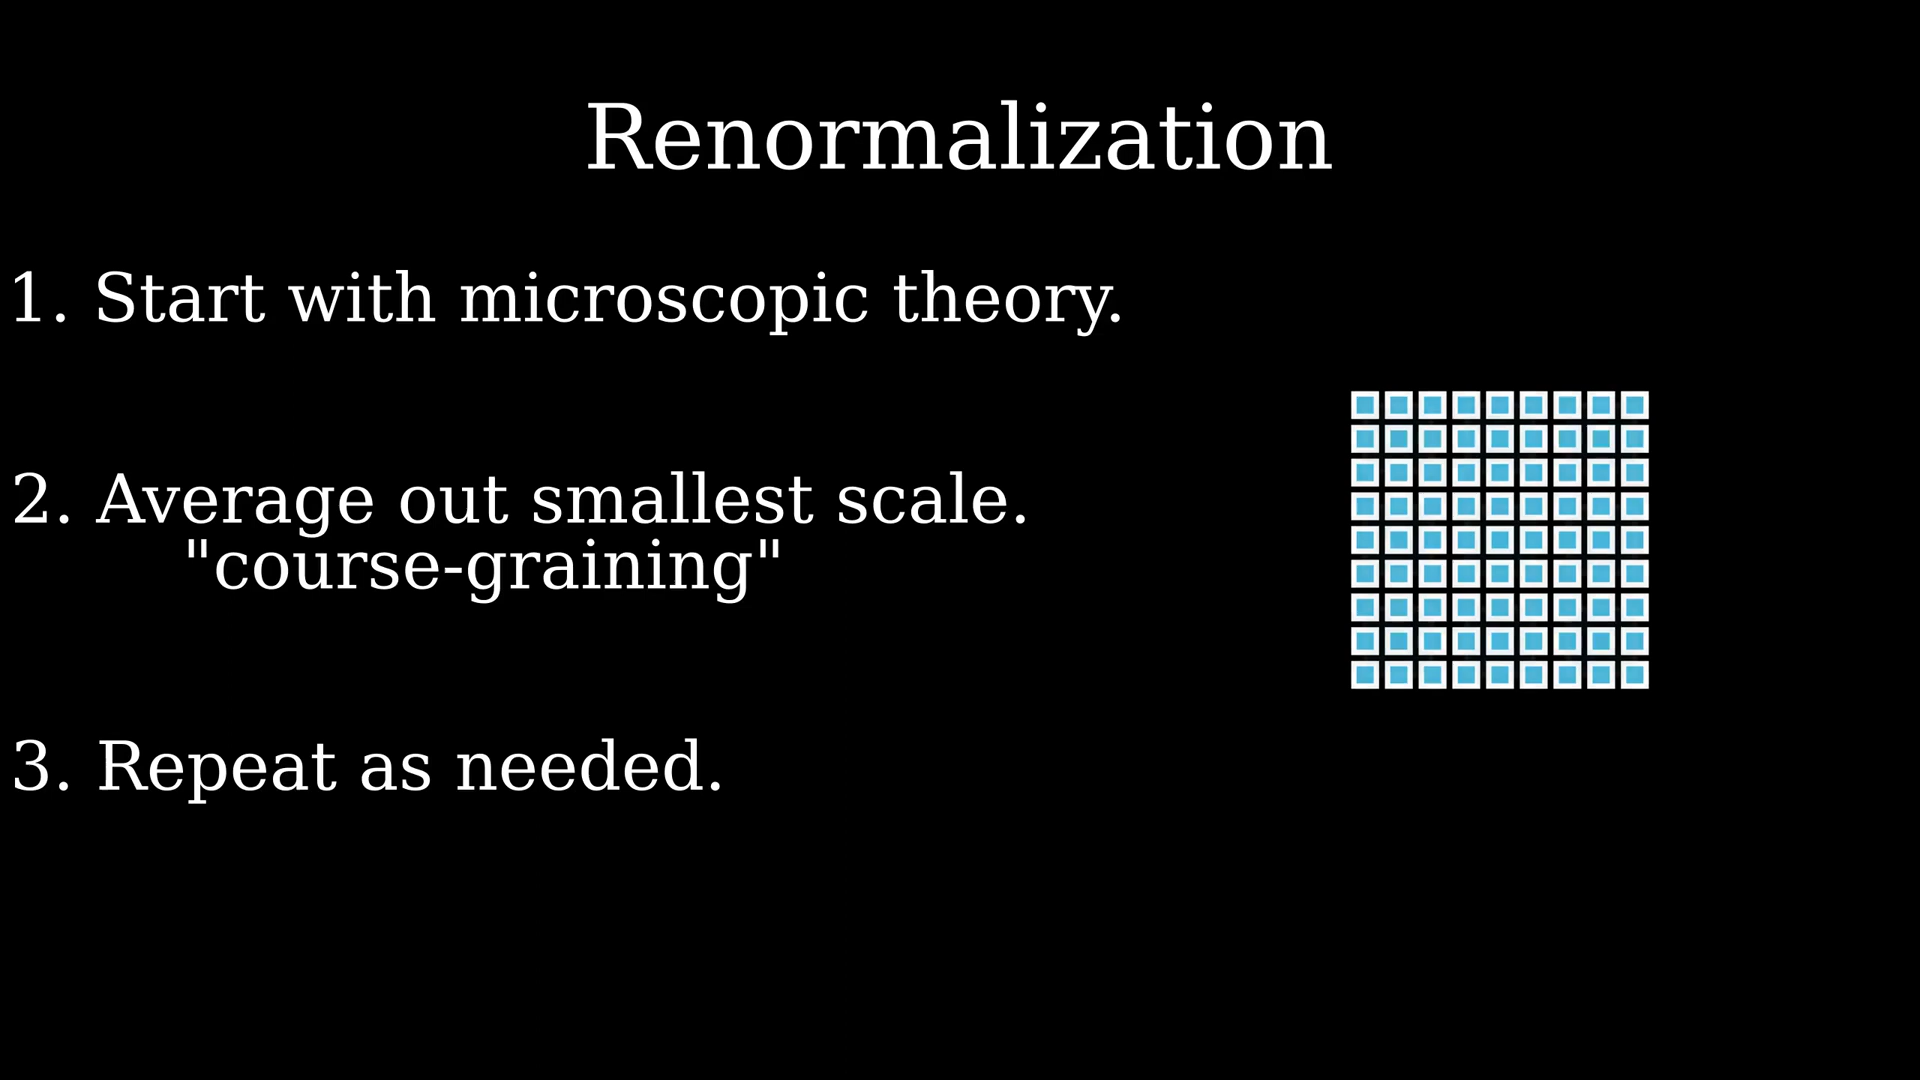 Renormalization
1. Start with microscopic theory.
2. Average out smallest scale.
"course-graining"
3. Repeat as needed.